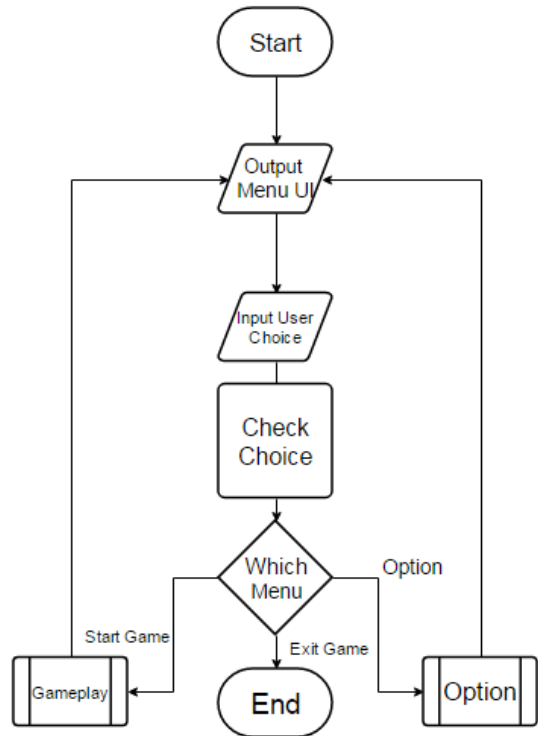 Start
Output
Menu UI
Input User
Choice
Check
Choice
Which
Menu
Option
Start Game
Exit Game
Gameplay
End
Option